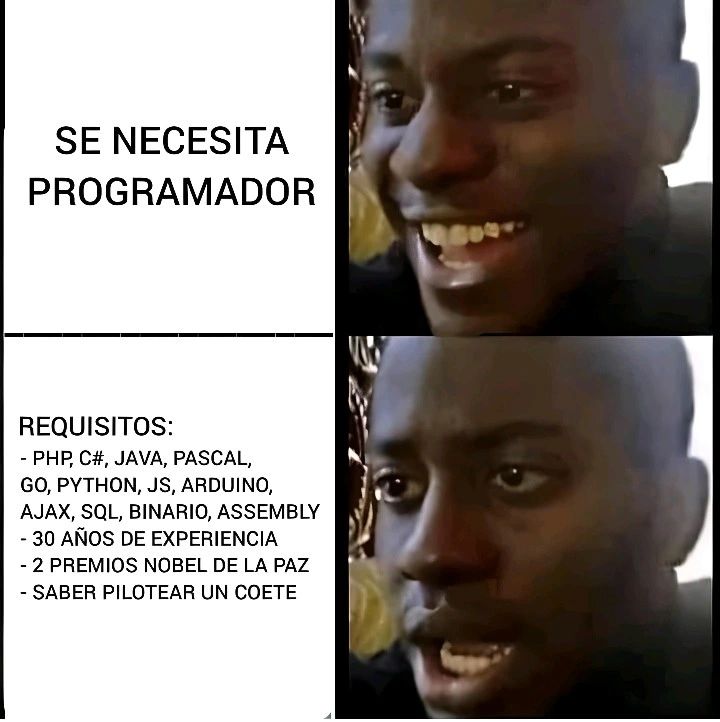 SE NECESITA
PROGRAMADOR
REQUISITOS:
- PHP, C#, JAVA, PASCAL,
GO, PYTHON, JS, ARDUINO,
AJAX, SQL, BINARIO, ASSEMBLY
- 30 AÑOS DE EXPERIENCIA
- 2 PREMIOS NOBEL DE LA PAZ
- SABER PILOTEAR UN COETE